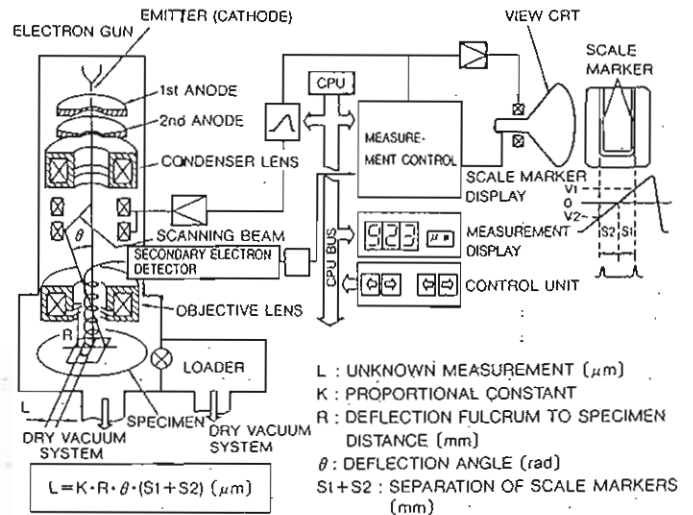 EMITTER (CATHODE)
ELECTRON GUN
1st ANODE
2nd ANODE
CONDENSER LENS
θ
SCANNING BEAM
SECONDARY ELECTRON
DETECTOR
OBJECTIVE LENS
R
LOADER
L
SPECIMEN
DRY VACUUM
SYSTEM
DRY VACUUM
SYSTEM
L=K·R·θ·(S1+S2) (μm)
CPU
CPU BUS
MEASURE-
MENT CONTROL
VIEW CRT
SCALE
MARKER
SCALE MARKER
DISPLAY
923 μm
MEASUREMENT
DISPLAY
CONTROL UNIT
V1
0
V2
S2 S1
L : UNKNOWN MEASUREMENT (μm)
K : PROPORTIONAL CONSTANT
R : DEFLECTION FULCRUM TO SPECIMEN
DISTANCE (mm)
θ : DEFLECTION ANGLE (rad)
S1+S2 : SEPARATION OF SCALE MARKERS
(mm)